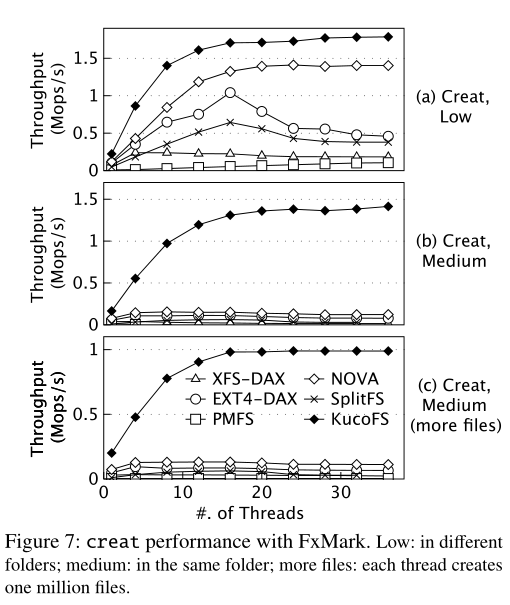 Throughput
(Mops/s)
1.5
1
0.5
0
(a) Creat,
Low
Throughput
(Mops/s)
1.5
1
0.5
0
(b) Creat,
Medium
Throughput
(Mops/s)
1
0.5
0
XFS-DAX
NOVA
EXT4-DAX
SplitFS
PMFS
KucoFS
(c) Creat,
Medium
(more files)
0 10 20 30
#. of Threads
Figure 7: creat performance with FxMark. Low: in different
folders; medium: in the same folder; more files: each thread creates
one million files.